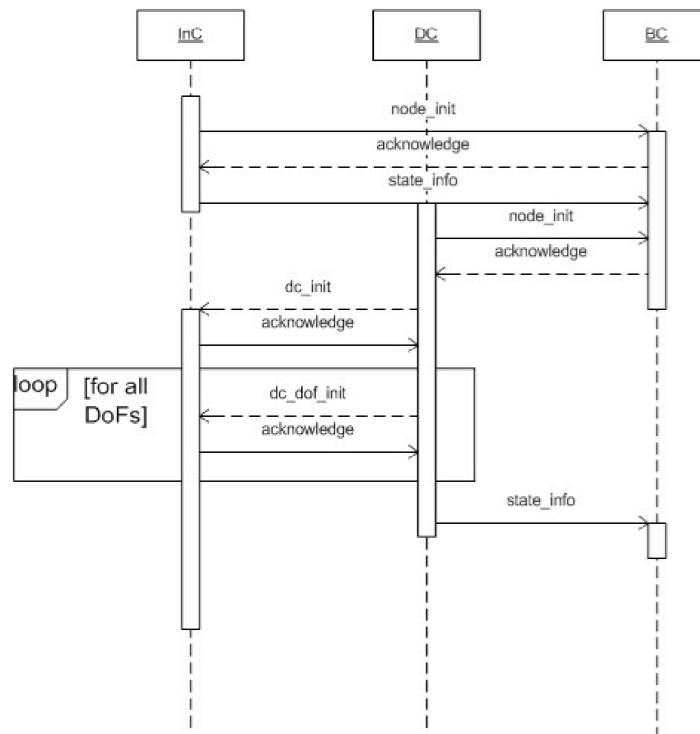 InC
DC
BC
node_init
acknowledge
state_info
node_init
acknowledge
dc_init
acknowledge
loop
[for all
DoFs]
dc_dof_init
acknowledge
state_info